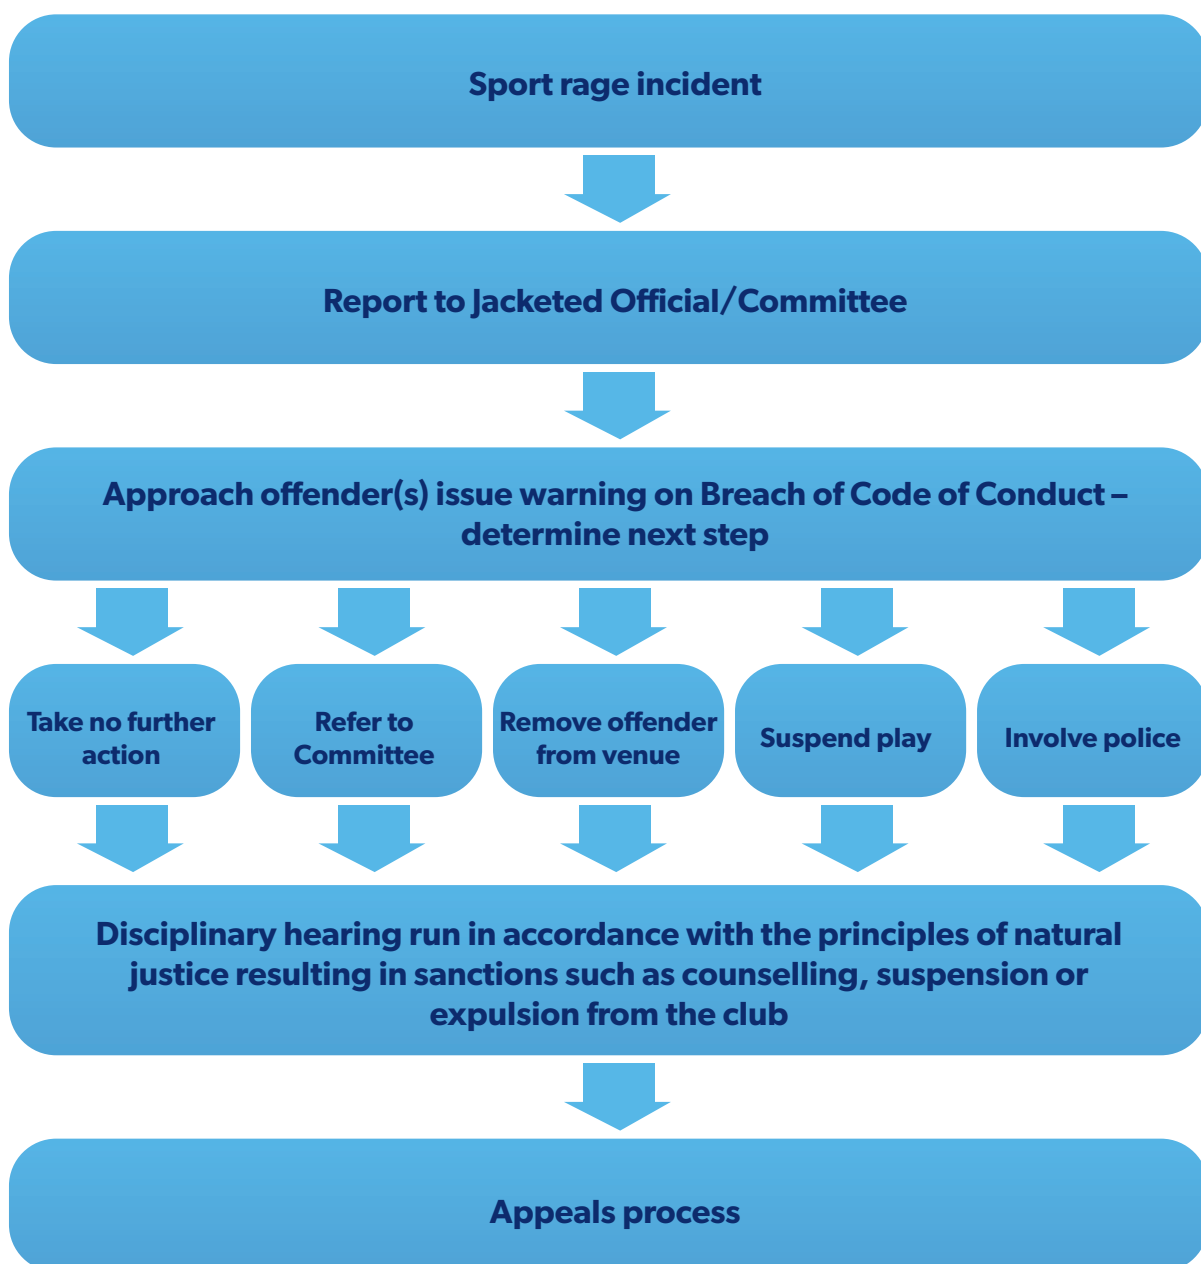 Sport rage incident
Report to Jacketed Official/Committee
Approach offender(s) issue warning on Breach of Code of Conduct –
determine next step
Take no further
action
Refer to
Committee
Remove offender
from venue
Suspend play
Involve police
Disciplinary hearing run in accordance with the principles of natural
justice resulting in sanctions such as counselling, suspension or
expulsion from the club
Appeals process